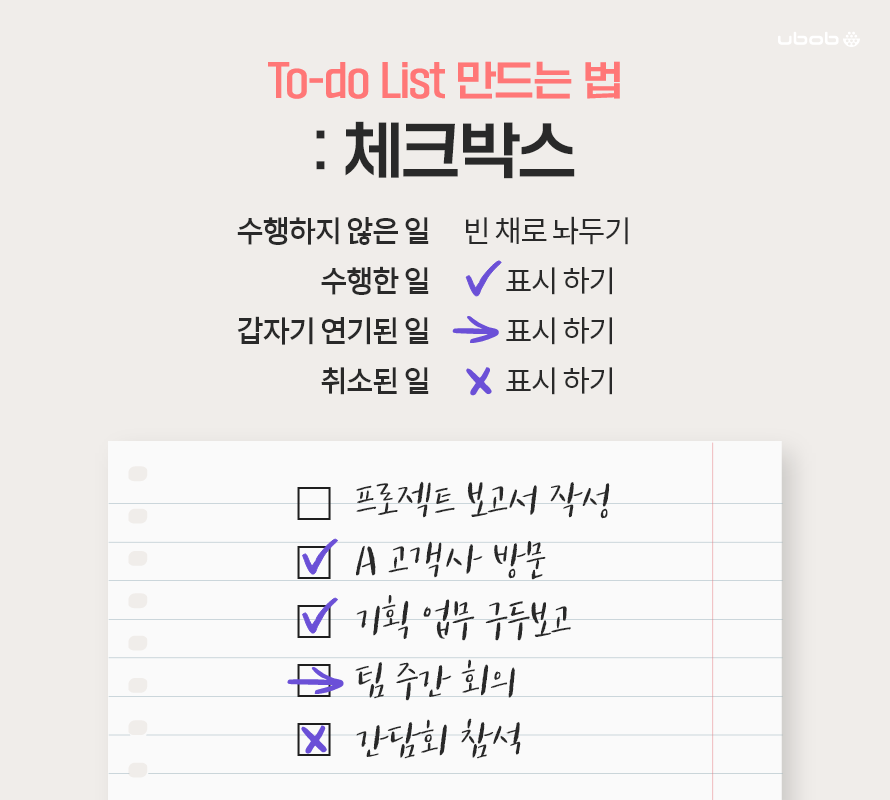 ubob
To-do List 만드는 법
: 체크박스
수행하지 않은 일 빈 채로 놔두기
수행한 일 ✓ 표시 하기
갑자기 연기된 일 → 표시 하기
취소된 일 x 표시 하기
프로젝트 보고서 작성
A 고객사 방문
기획 업무 구두보고
팀 주간 회의
간담회 참석